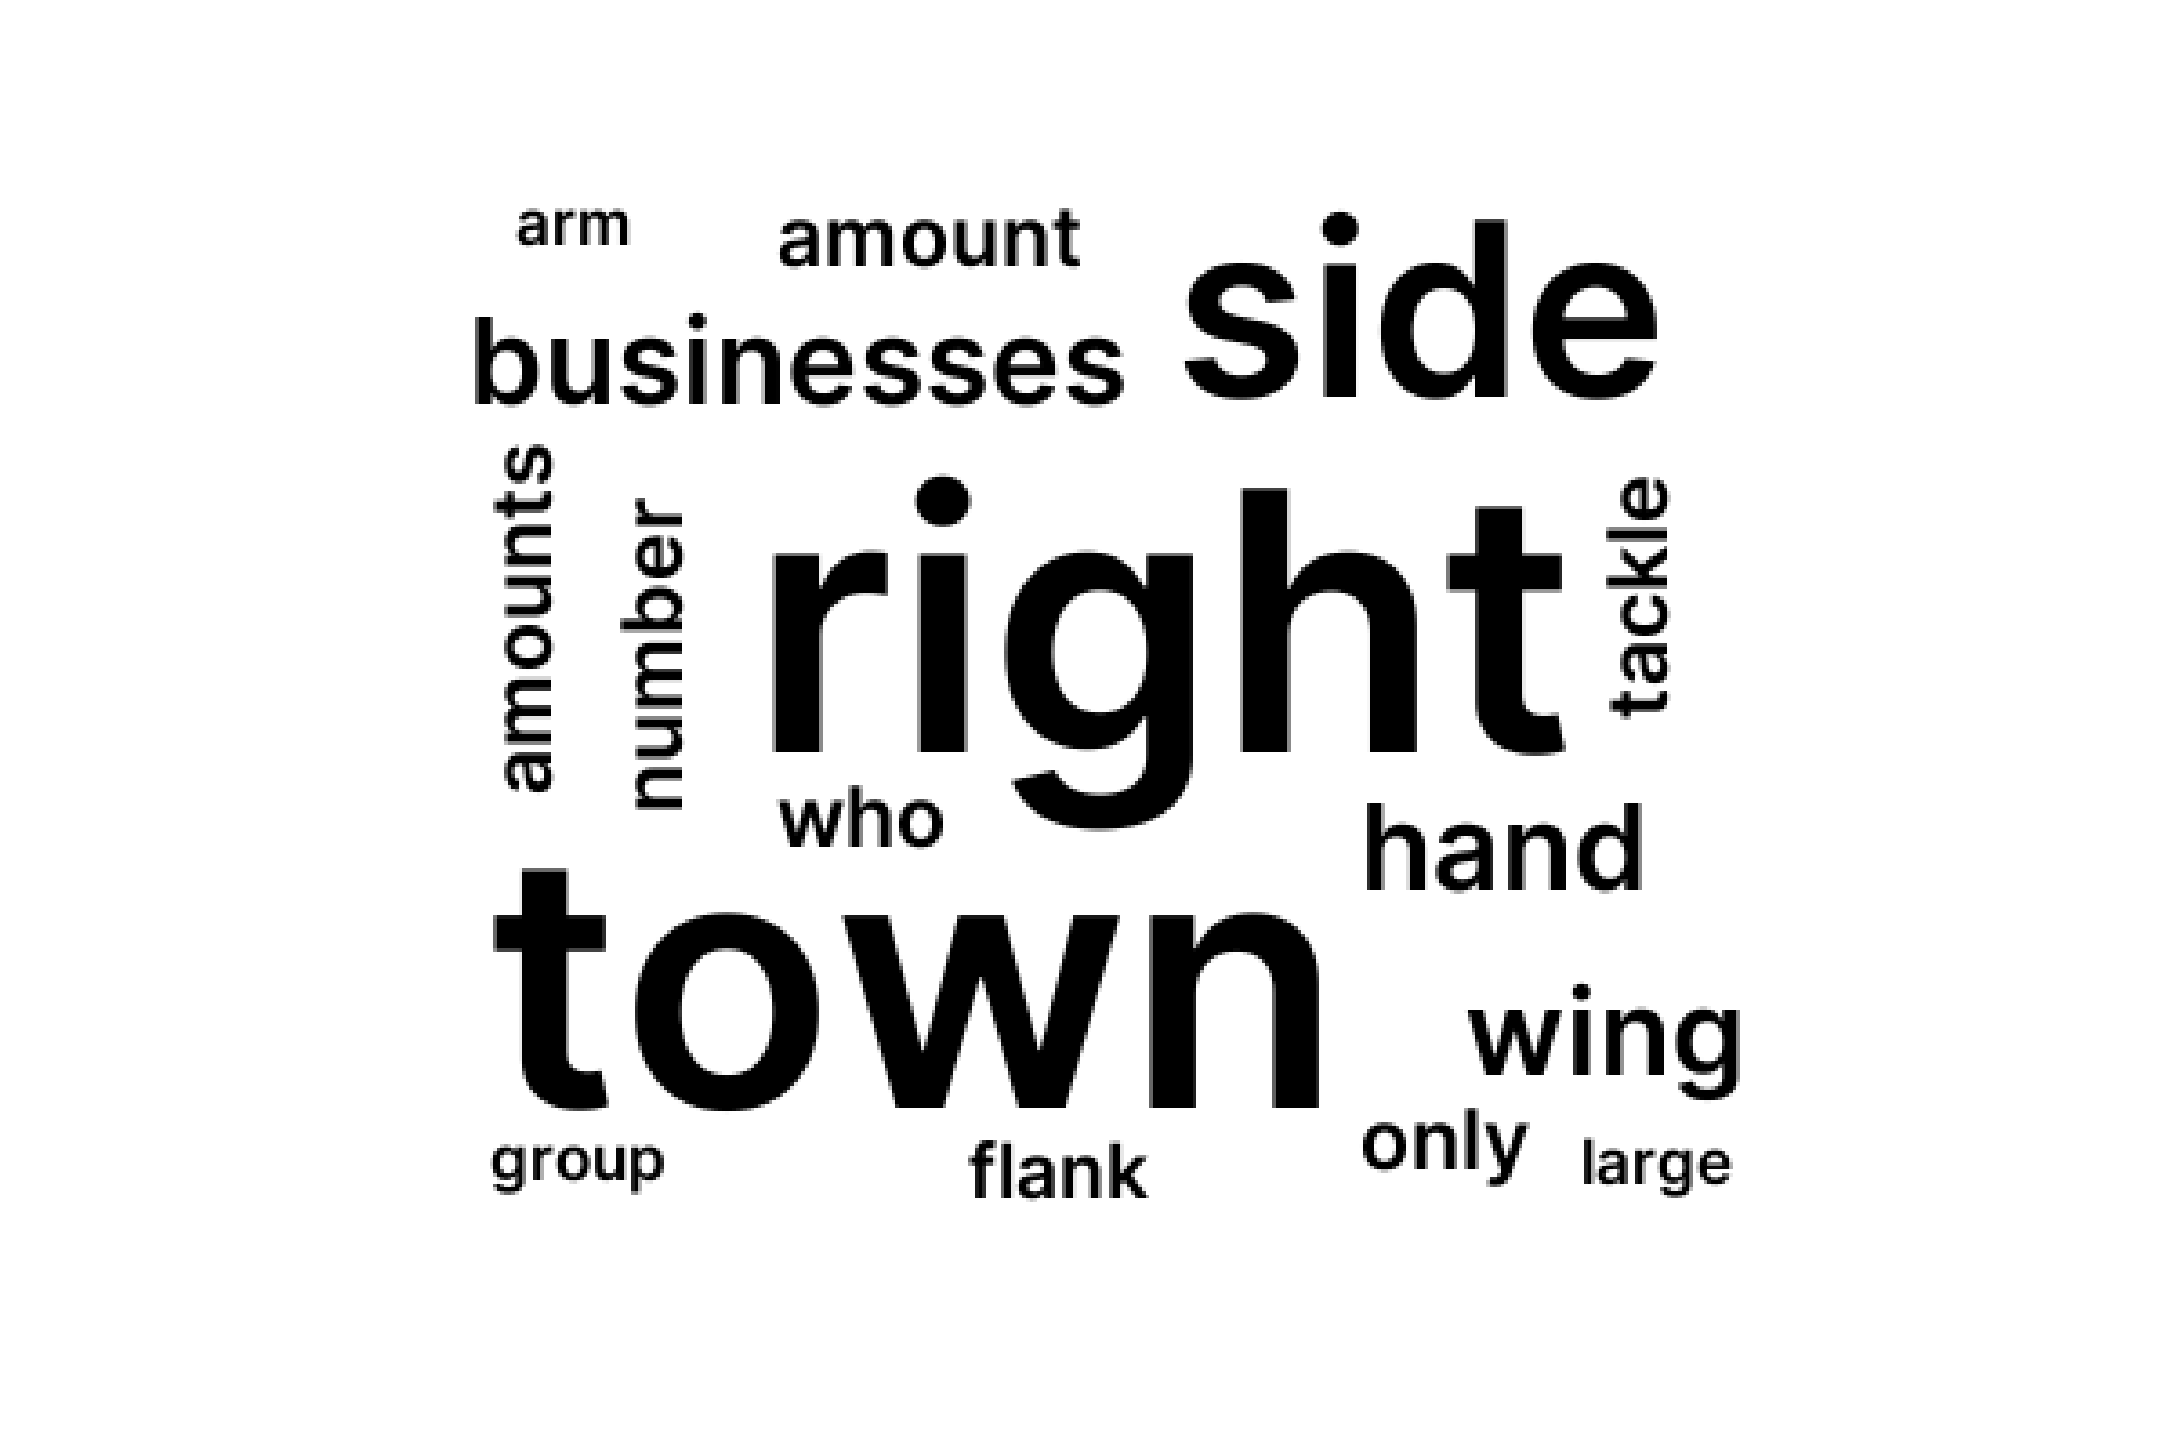 arm
amount
side
businesses
amounts
number
right
tackle
who
hand
town
wing
only
large
group
flank